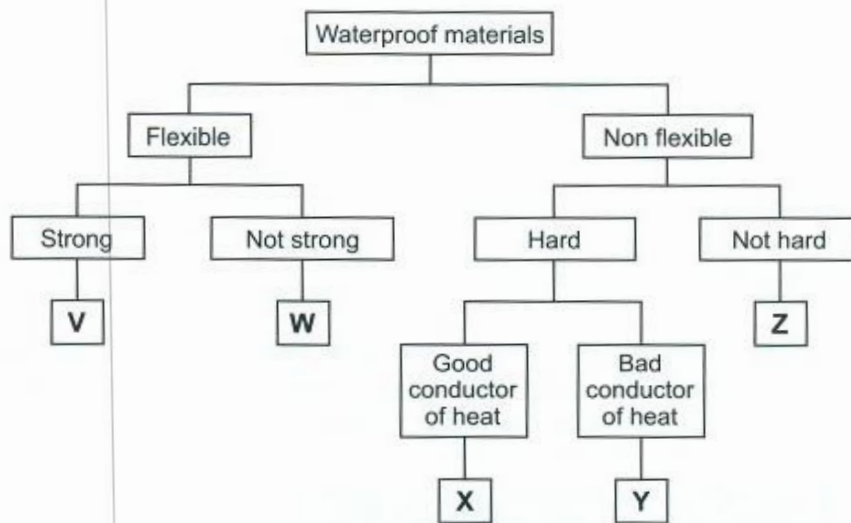 Waterproof materials
Flexible
Non flexible
Strong
Not strong
Hard
Not hard
V
W
Z
Good
conductor
of heat
Bad
conductor
of heat
X
Y